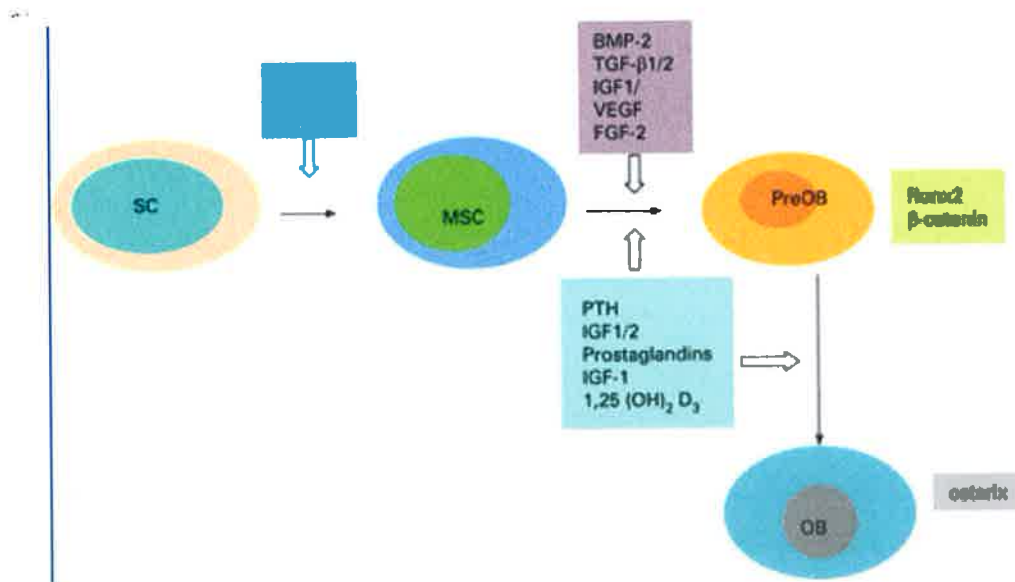 BMP-2
TGF-β1/2
IGF1/
VEGF
FGF-2
SC
MSC
PreOB
Runx2
β-catenin
PTH
IGF1/2
Prostaglandins
IGF-1
1,25 (OH)₂ D₃
OB
osterix